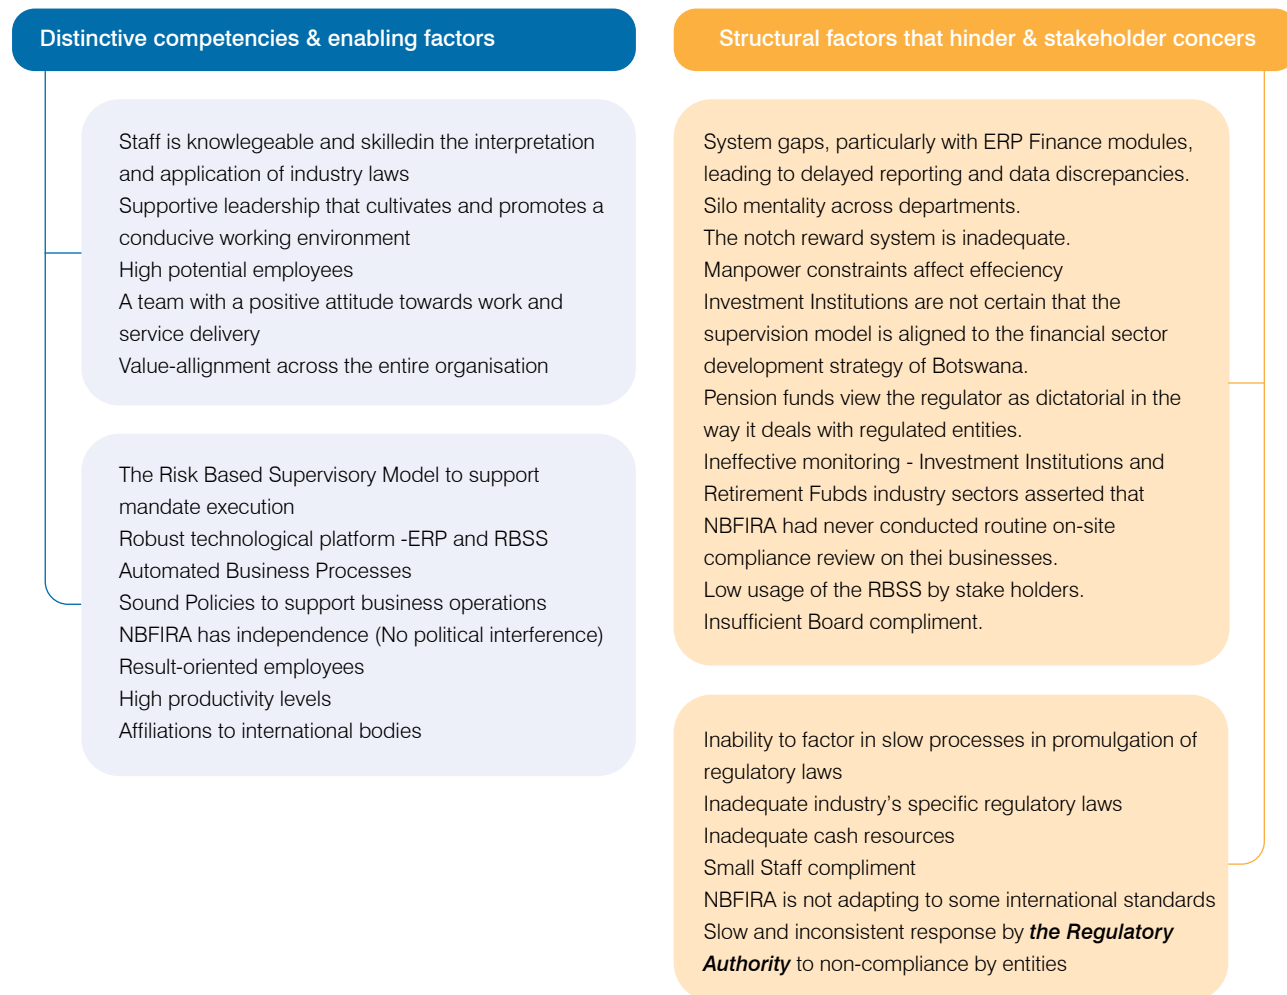 Distinctive competencies & enabling factors
Staff is knowlegeable and skilledin the interpretation
and application of industry laws
Supportive leadership that cultivates and promotes a
conducive working environment
High potential employees
A team with a positive attitude towards work and
service delivery
Value-allignment across the entire organisation
The Risk Based Supervisory Model to support
mandate execution
Robust technological platform -ERP and RBSS
Automated Business Processes
Sound Policies to support business operations
NBFIRA has independence (No political interference)
Result-oriented employees
High productivity levels
Affiliations to international bodies
Structural factors that hinder & stakeholder concers
System gaps, particularly with ERP Finance modules,
leading to delayed reporting and data discrepancies.
Silo mentality across departments.
The notch reward system is inadequate.
Manpower constraints affect effeciency
Investment Institutions are not certain that the
supervision model is aligned to the financial sector
development strategy of Botswana.
Pension funds view the regulator as dictatorial in the
way it deals with regulated entities.
Ineffective monitoring - Investment Institutions and
Retirement Fubds industry sectors asserted that
NBFIRA had never conducted routine on-site
compliance review on thei businesses.
Low usage of the RBSS by stake holders.
Insufficient Board compliment.
Inability to factor in slow processes in promulgation of
regulatory laws
Inadequate industry's specific regulatory laws
Inadequate cash resources
Small Staff compliment
NBFIRA is not adapting to some international standards
Slow and inconsistent response by the Regulatory
Authority to non-compliance by entities